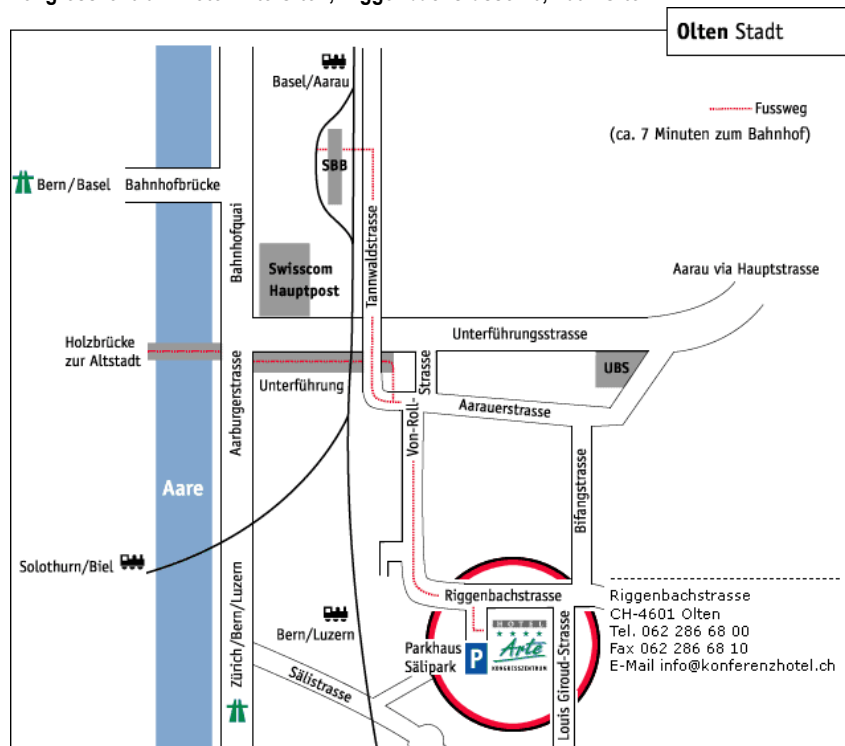 Olten Stadt
Basel/Aarau
Fussweg
(ca. 7 Minuten zum Bahnhof)
SBB
Bern/Basel
Bahnhofbrücke
Bahnhofquai
Tannwaldstrasse
Swisscom
Hauptpost
Aarau via Hauptstrasse
Unterführungsstrasse
Holzbrücke
zur Altstadt
Aarburgerstrasse
Unterführung
Von-Roll-
Strasse
UBS
Aarauerstrasse
Bifangstrasse
Aare
Solothurn/Biel
Zürich/Bern/Luzern
Bern/Luzern
Riggenbachstrasse
Riggenbachstrasse
CH-4601 Olten
Tel. 062 286 68 00
Fax 062 286 68 10
E-Mail info@konferenzhotel.ch
HOTEL
Arte
KONGRESSZENTRUM
Parkhaus
Sälipark
P
Louis Giroud-Strasse
Sälistrasse